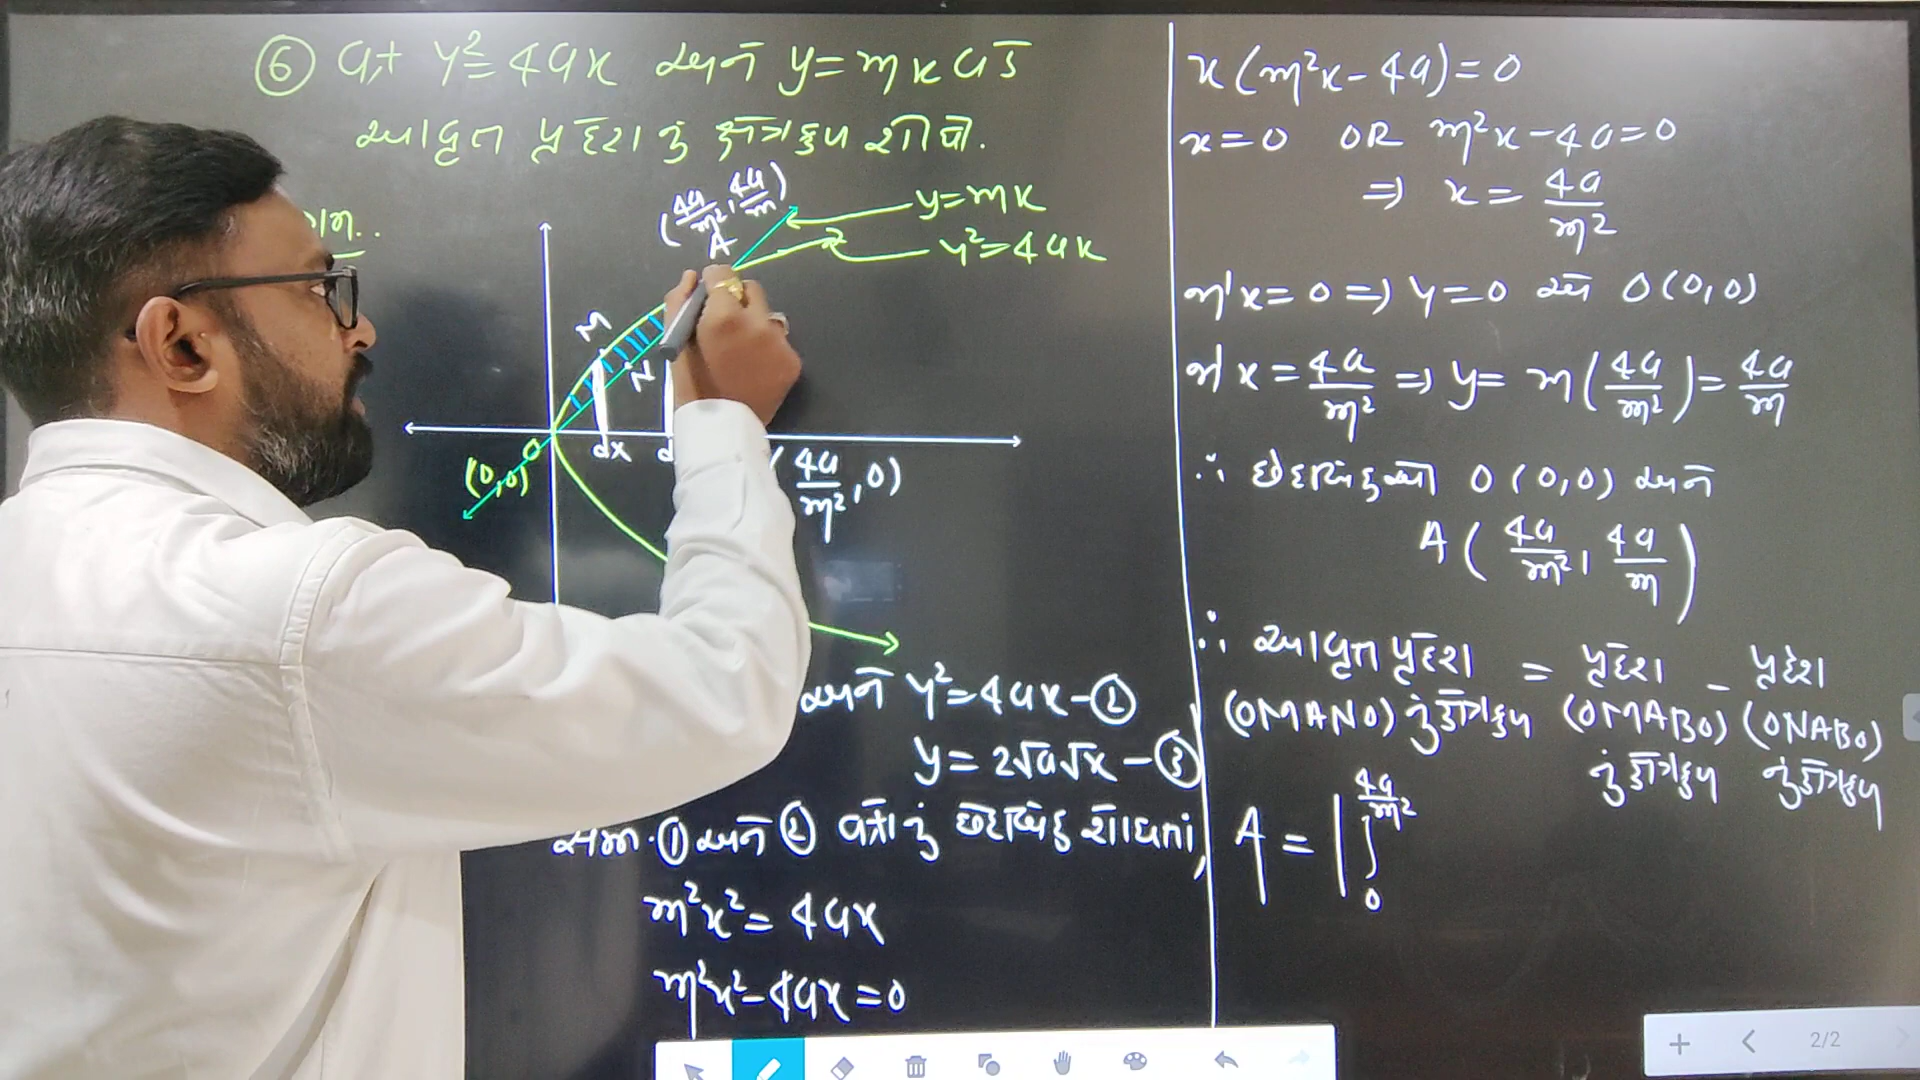 ⑥ વક્ર y² = 4ax અને y = mx વડે
આવૃત્ત પ્રદેશનું ક્ષેત્રફળ શોધો.
(4a/m², 4a/m)
A
y = mx
y² = 4ax
M
N
O
(0,0)
dx
(4a/m², 0)
અને y² = 4ax - ②
y = 2√a√x - ③
સમી. ① અને ② વક્રોનું છેદબિંદુ શોધતાં,
m²x² = 4ax
m²x² - 4ax = 0
x(m²x - 4a) = 0
x = 0 OR m²x - 4a = 0
⇒ x = 4a/m²
જો x = 0 ⇒ y = 0 અને O(0,0)
જો x = 4a/m² ⇒ y = m(4a/m²) = 4a/m
∴ છેદબિંદુઓ O(0,0) અને
A(4a/m², 4a/m)
∴ આવૃત્ત પ્રદેશ = પ્રદેશ - પ્રદેશ
(OMANO) નું ક્ષેત્રફળ (OMABO) (ONABO)
નું ક્ષેત્રફળ નું ક્ષેત્રફળ
A = |∫₀^(4a/m²)
2/2